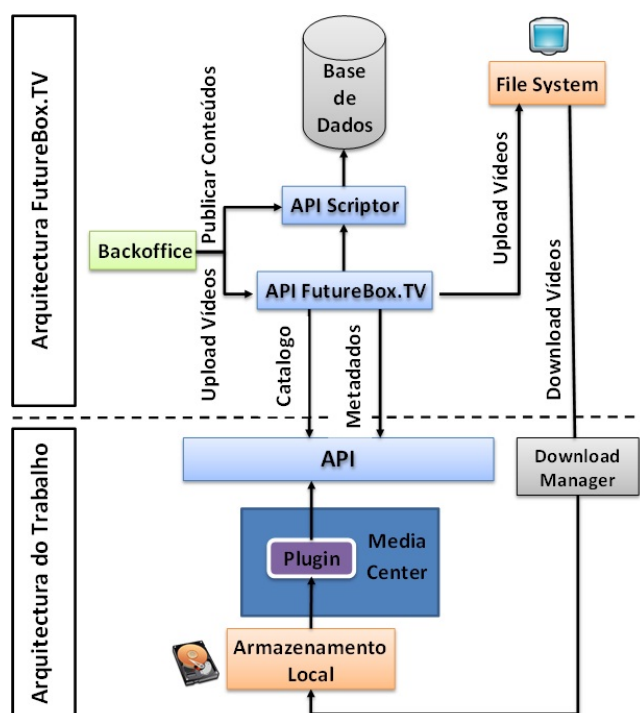 Arquitectura FutureBox.TV
Base
de
Dados
File System
Publicar Conteúdos
API Scriptor
Upload Vídeos
Backoffice
API FutureBox.TV
Upload Vídeos
Download Vídeos
Catalogo
Metadados
Arquitectura do Trabalho
API
Download
Manager
Plugin
Media
Center
Armazenamento
Local